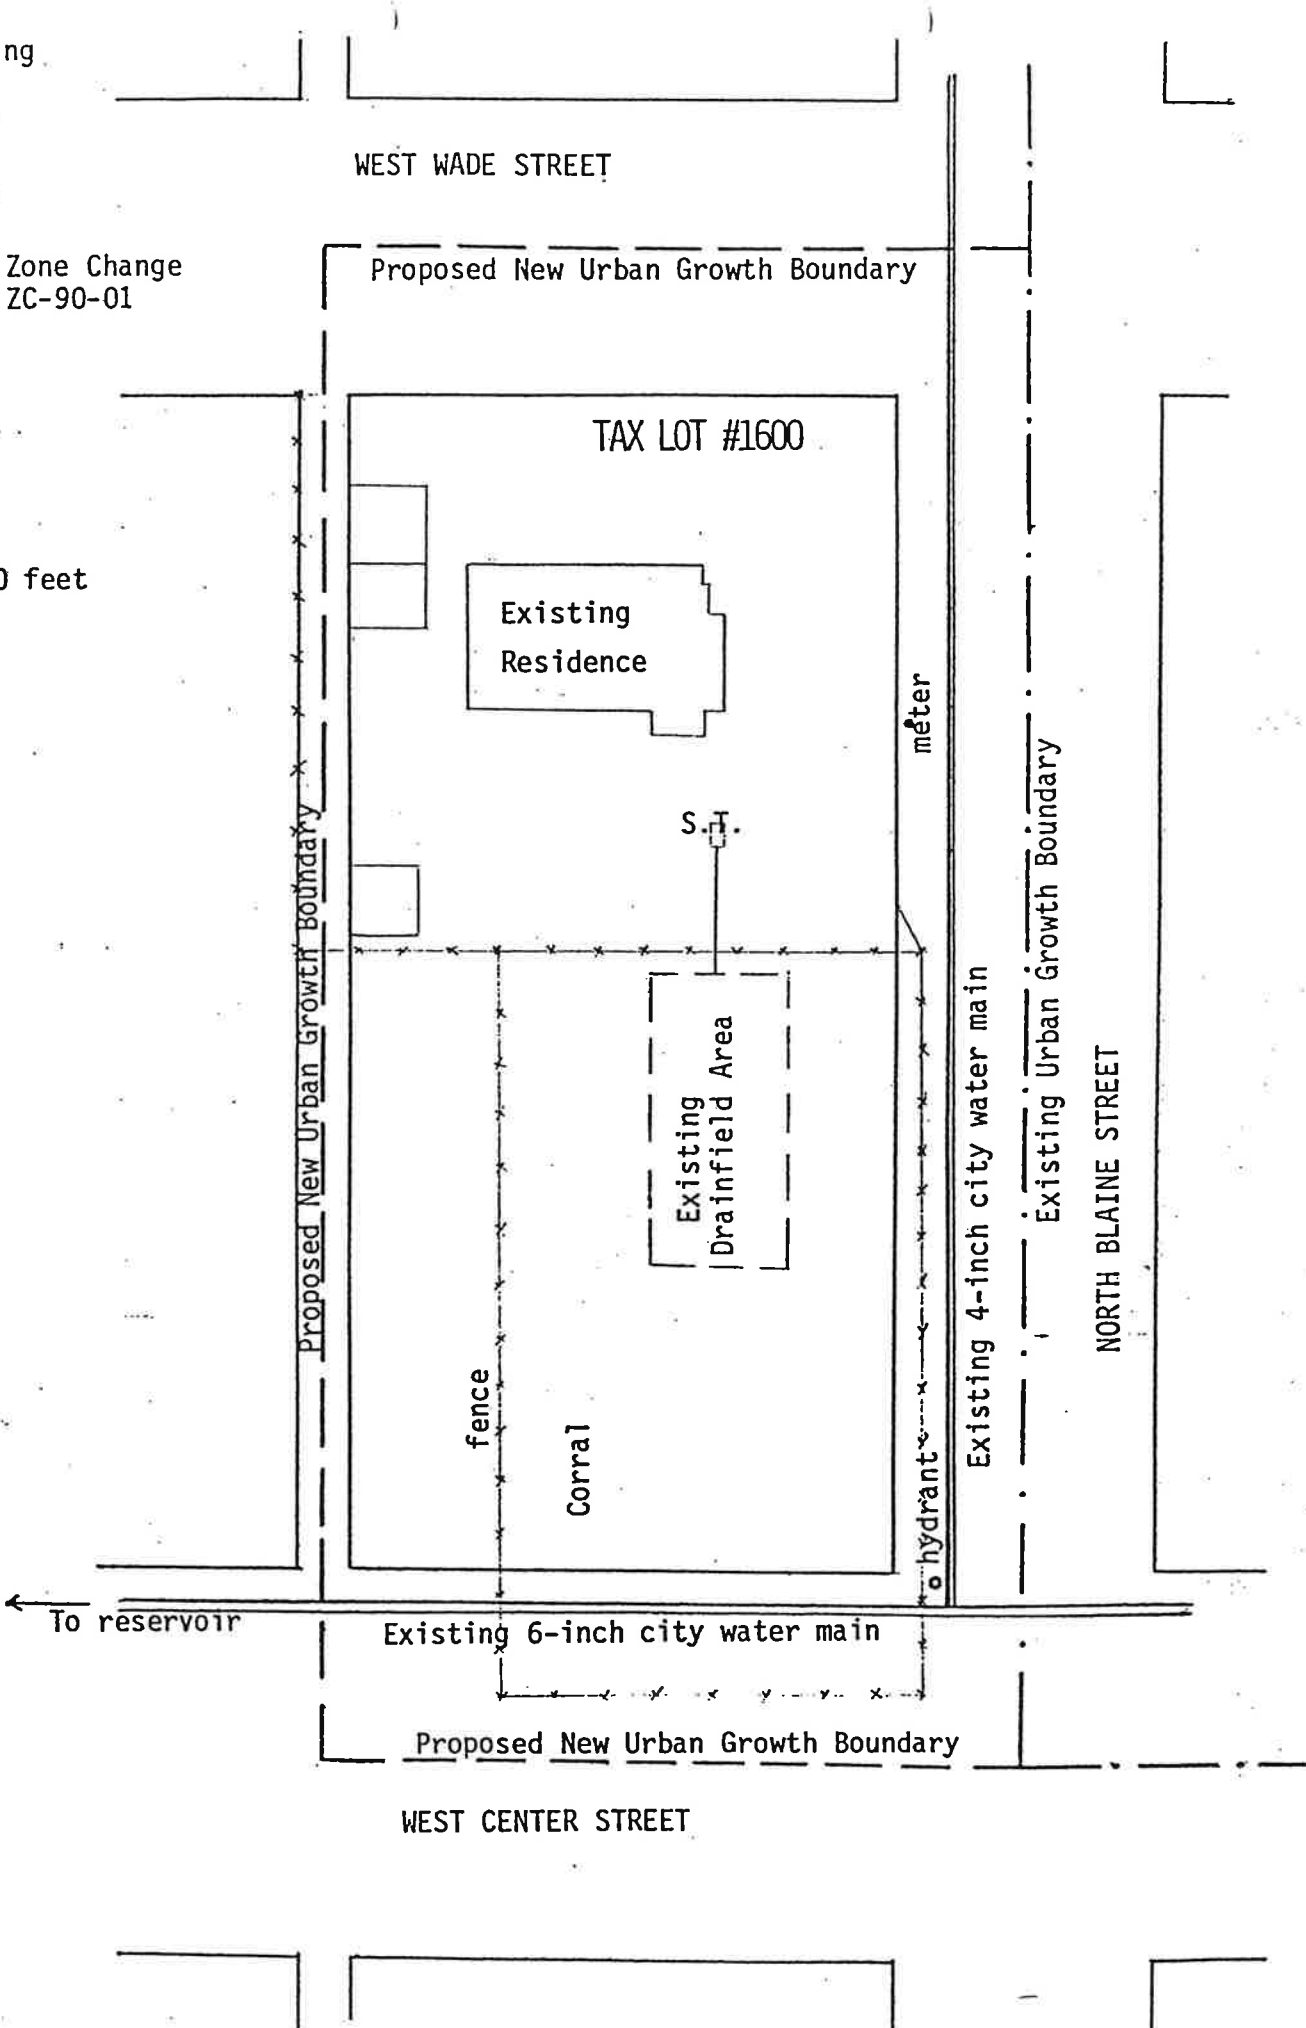 ng
WEST WADE STREET
Zone Change
ZC-90-01
Proposed New Urban Growth Boundary
TAX LOT #1600
feet
Existing
Residence
meter
S.T.
Proposed New Urban Growth Boundary
Existing Urban Growth Boundary
Existing
Drainfield Area
Existing 4-inch city water main
NORTH BLAINE STREET
fence
Corral
hydrant
To reservoir
Existing 6-inch city water main
Proposed New Urban Growth Boundary
WEST CENTER STREET